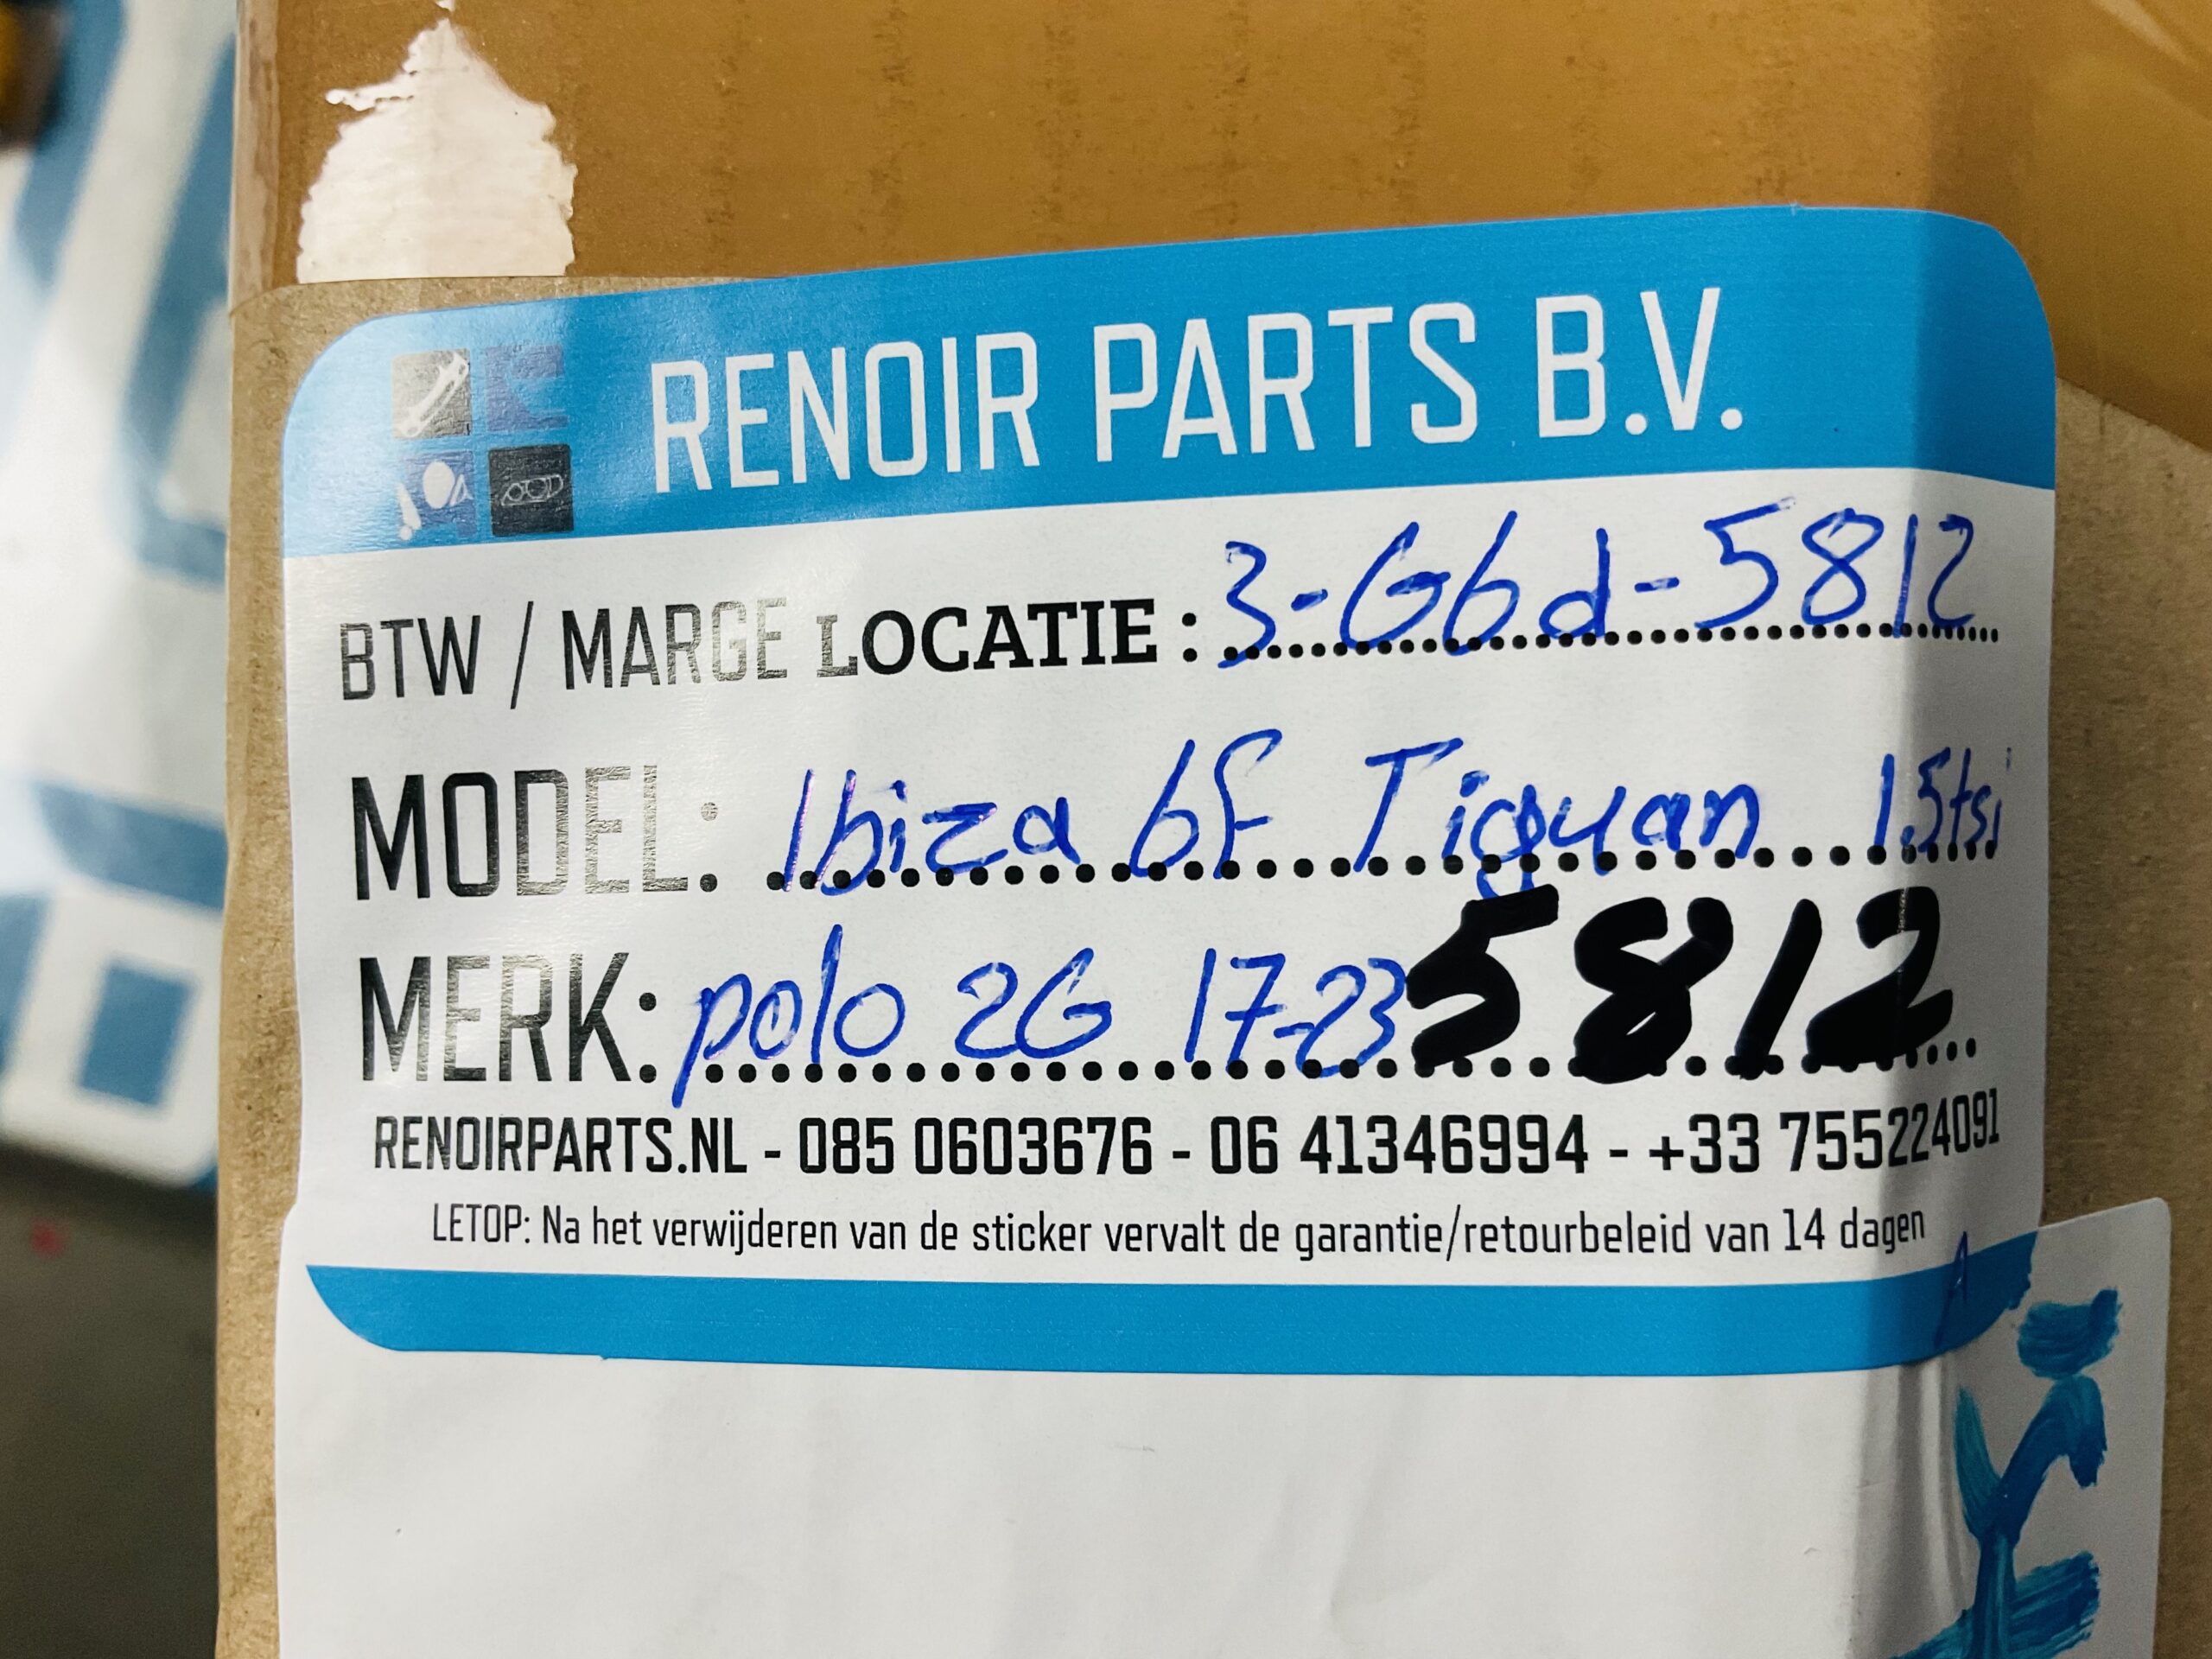 RENOIR PARTS B.V.
BTW / MARGE LOCATIE : 3-Gbd-5812
MODEL: Ibiza 6F Tiguan 1.5tsi
MERK: polo 2G 17-23 5812
RENOIRPARTS.NL - 085 0603676 - 06 41346994 - +33 755224091
LETOP: Na het verwijderen van de sticker vervalt de garantie/retourbeleid van 14 dagen